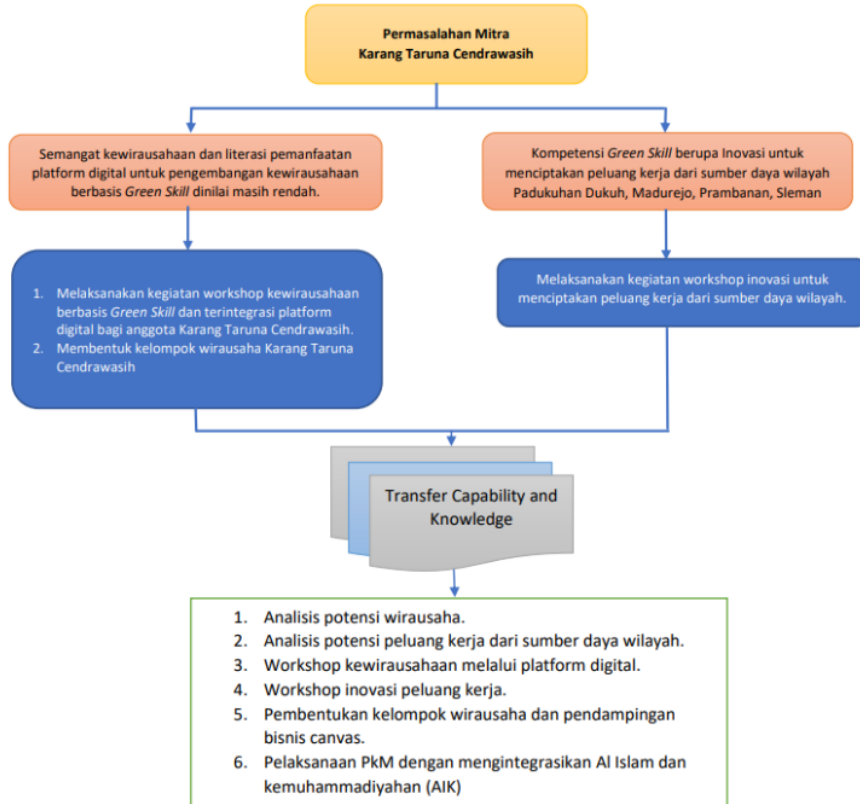 Permasalahan Mitra
Karang Taruna Cendrawasih
Semangat kewirausahaan dan literasi pemanfaatan
platform digital untuk pengembangan kewirausahaan
berbasis Green Skill dinilai masih rendah.
Kompetensi Green Skill berupa Inovasi untuk
menciptakan peluang kerja dari sumber daya wilayah
Padukuhan Dukuh, Madurejo, Prambanan, Sleman
1. Melaksanakan kegiatan workshop kewirausahaan
berbasis Green Skill dan terintegrasi platform
digital bagi anggota Karang Taruna Cendrawasih.
2. Membentuk kelompok wirausaha Karang Taruna
Cendrawasih
Melaksanakan kegiatan workshop inovasi untuk
menciptakan peluang kerja dari sumber daya wilayah.
Transfer Capability and
Knowledge
1. Analisis potensi wirausaha.
2. Analisis potensi peluang kerja dari sumber daya wilayah.
3. Workshop kewirausahaan melalui platform digital.
4. Workshop inovasi peluang kerja.
5. Pembentukan kelompok wirausaha dan pendampingan
bisnis canvas.
6. Pelaksanaan PkM dengan mengintegrasikan Al Islam dan
kemuhammadiyahan (AIK)